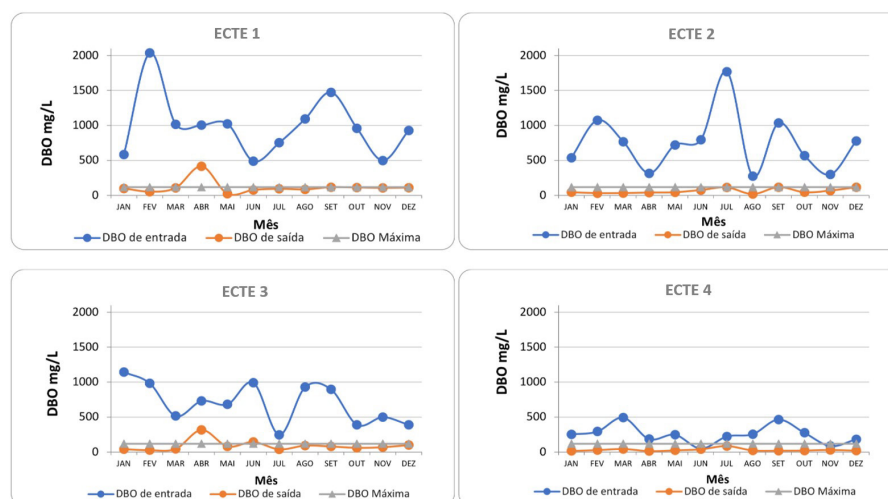 ECTE 1
DBO mg/L
2000
1500
1000
500
0
JAN FEV MAR ABR MAI JUN JUL AGO SET OUT NOV DEZ
Mês
DBO de entrada DBO de saída DBO Máxima
ECTE 2
DBO mg/L
2000
1500
1000
500
0
JAN FEV MAR ABR MAI JUN JUL AGO SET OUT NOV DEZ
Mês
DBO de entrada DBO de saída DBO Máxima
ECTE 3
DBO mg/L
2000
1500
1000
500
0
JAN FEV MAR ABR MAI JUN JUL AGO SET OUT NOV DEZ
Mês
DBO de entrada DBO de saída DBO Máxima
ECTE 4
DBO mg/L
2000
1500
1000
500
0
JAN FEV MAR ABR MAI JUN JUL AGO SET OUT NOV DEZ
Mês
DBO de entrada DBO de saída DBO Máxima